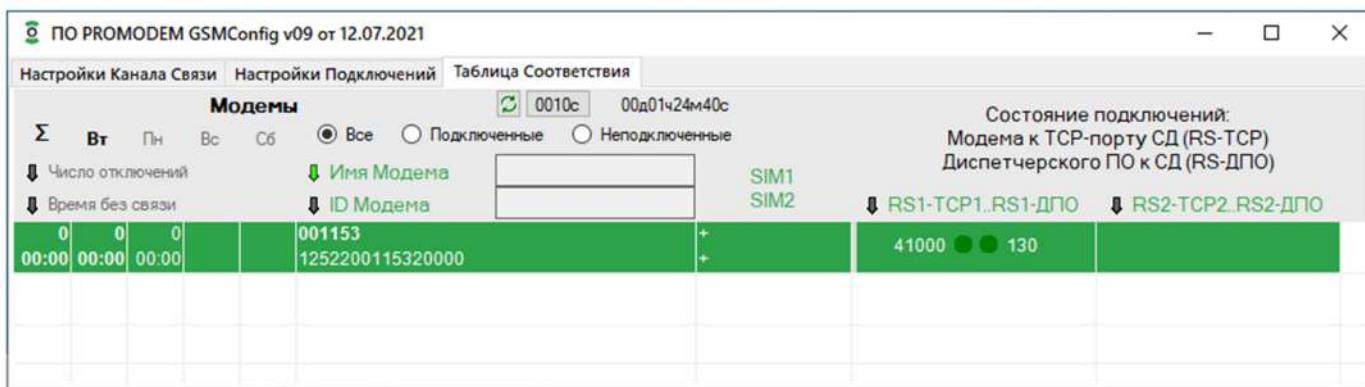 ПО PROMODEM GSMConfig v09 от 12.07.2021
Настройки Канала Связи Настройки Подключений Таблица Соответствия
Модемы 0010с 00д01ч24м40с
Σ Вт Пн Вс Сб Все Подключенные Неподключенные
Состояние подключений:
Модема к TCP-порту СД (RS-TCP)
Диспетчерского ПО к СД (RS-ДПО)
Число отключений Имя Модема SIM1
Время без связи ID Модема SIM2 RS1-TCP1..RS1-ДПО RS2-TCP2..RS2-ДПО
0 0 0 001153 +
41000 130
00:00 00:00 00:00 1252200115320000 +